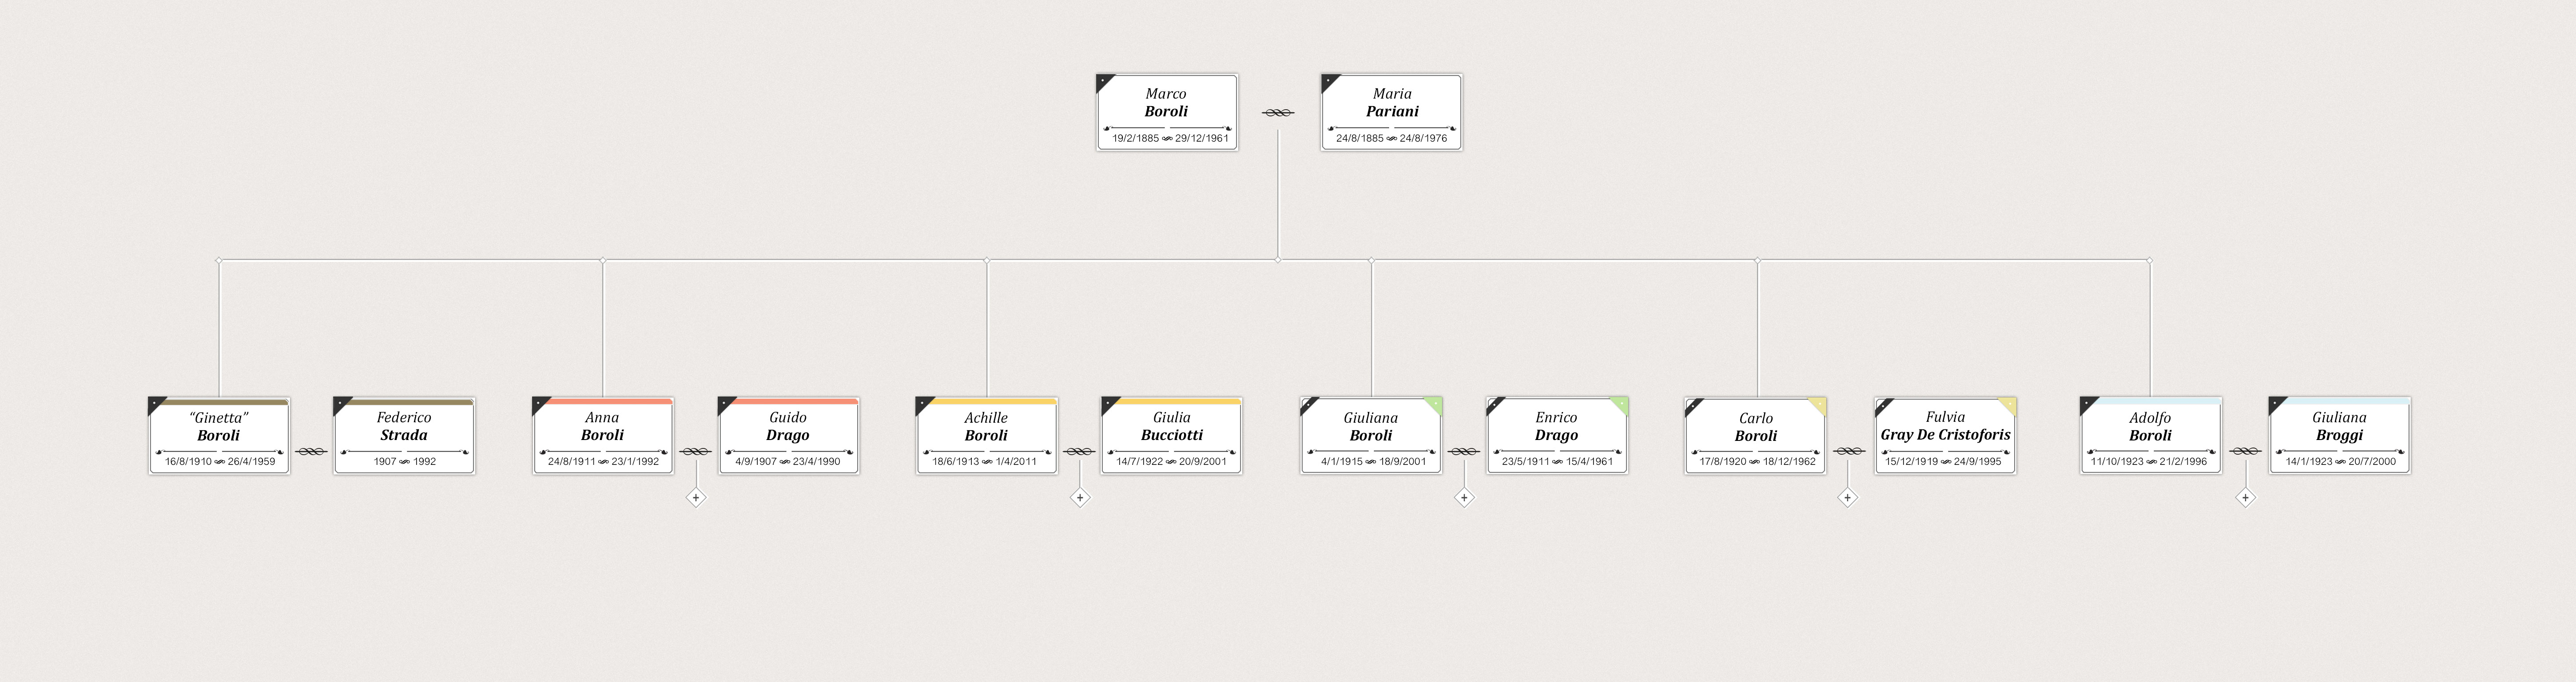 Marco
Boroli
19/2/1885 29/12/1961
Maria
Pariani
24/8/1885 24/8/1976
“Ginetta”
Boroli
16/8/1910 26/4/1959
Federico
Strada
1907 1992
Anna
Boroli
24/8/1911 23/1/1992
Guido
Drago
4/9/1907 23/4/1990
Achille
Boroli
18/6/1913 1/4/2011
Giulia
Bucciotti
14/7/1922 20/9/2001
Giuliana
Boroli
4/1/1915 18/9/2001
Enrico
Drago
23/5/1911 15/4/1961
Carlo
Boroli
17/8/1920 18/12/1962
Fulvia
Gray De Cristoforis
15/12/1919 24/9/1995
Adolfo
Boroli
11/10/1923 21/2/1996
Giuliana
Broggi
14/1/1923 20/7/2000